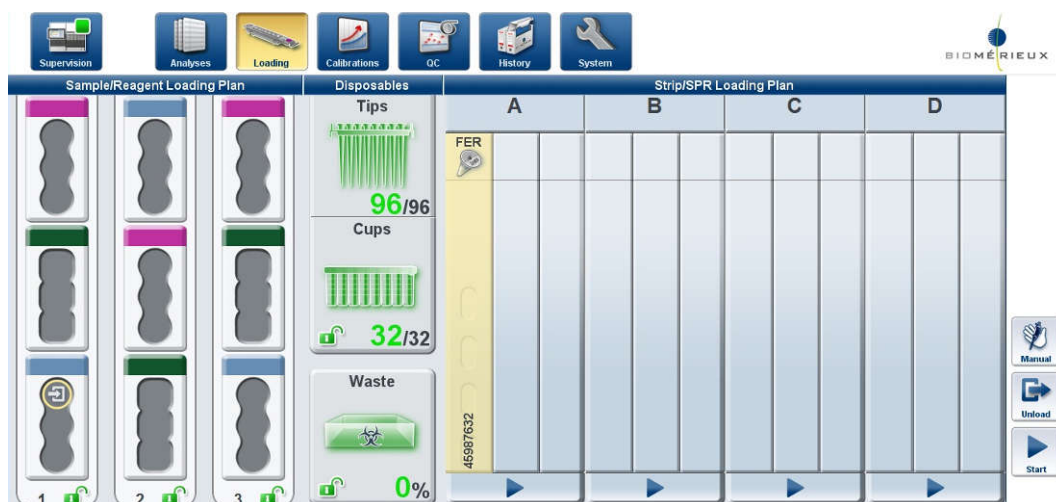 Supervision
Analyses
Loading
Calibrations
QC
History
System
BIOMÉRIEUX
Sample/Reagent Loading Plan
Disposables
Strip/SPR Loading Plan
Tips
96/96
Cups
32/32
Waste
0%
A
B
C
D
FER
45987632
Manual
Unload
Start
1
2
3